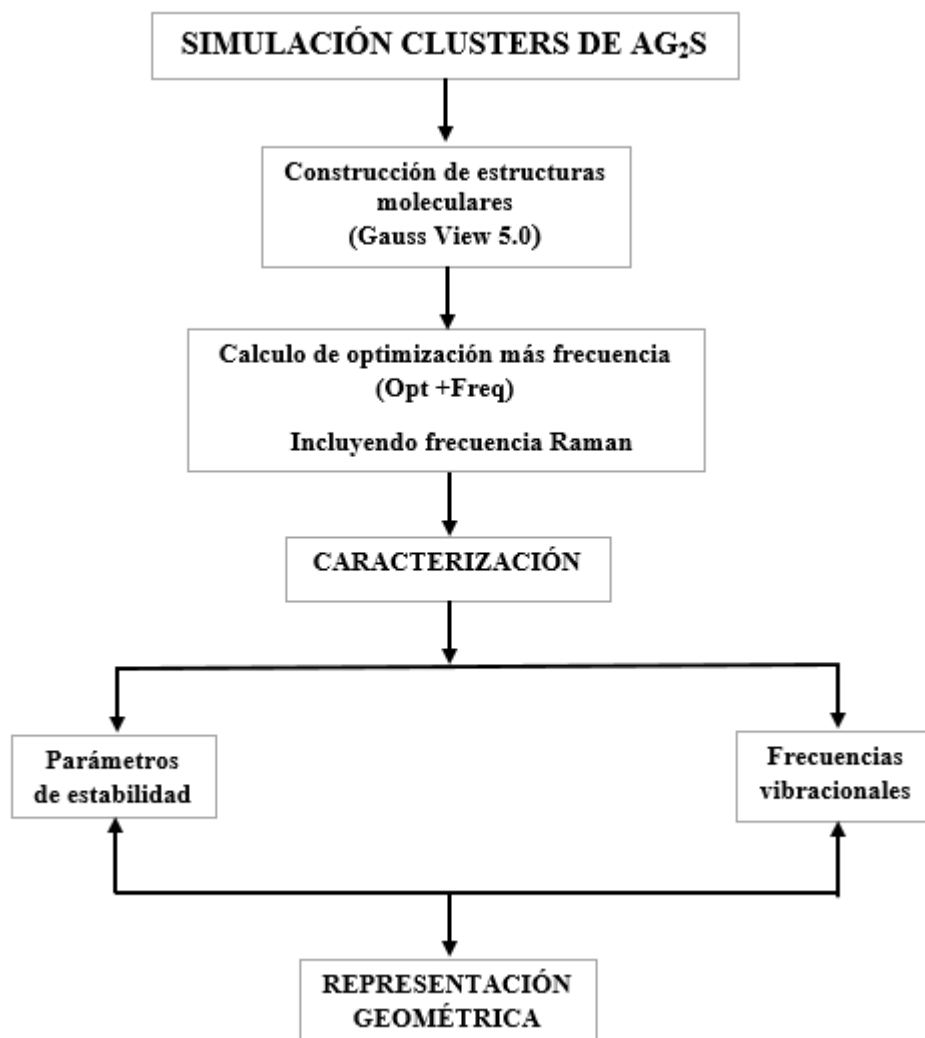 SIMULACIÓN CLUSTERS DE AG₂S
Construcción de estructuras
moleculares
(Gauss View 5.0)
Calculo de optimización más frecuencia
(Opt +Freq)
Incluyendo frecuencia Raman
CARACTERIZACIÓN
Parámetros
de estabilidad
Frecuencias
vibracionales
REPRESENTACIÓN
GEOMÉTRICA